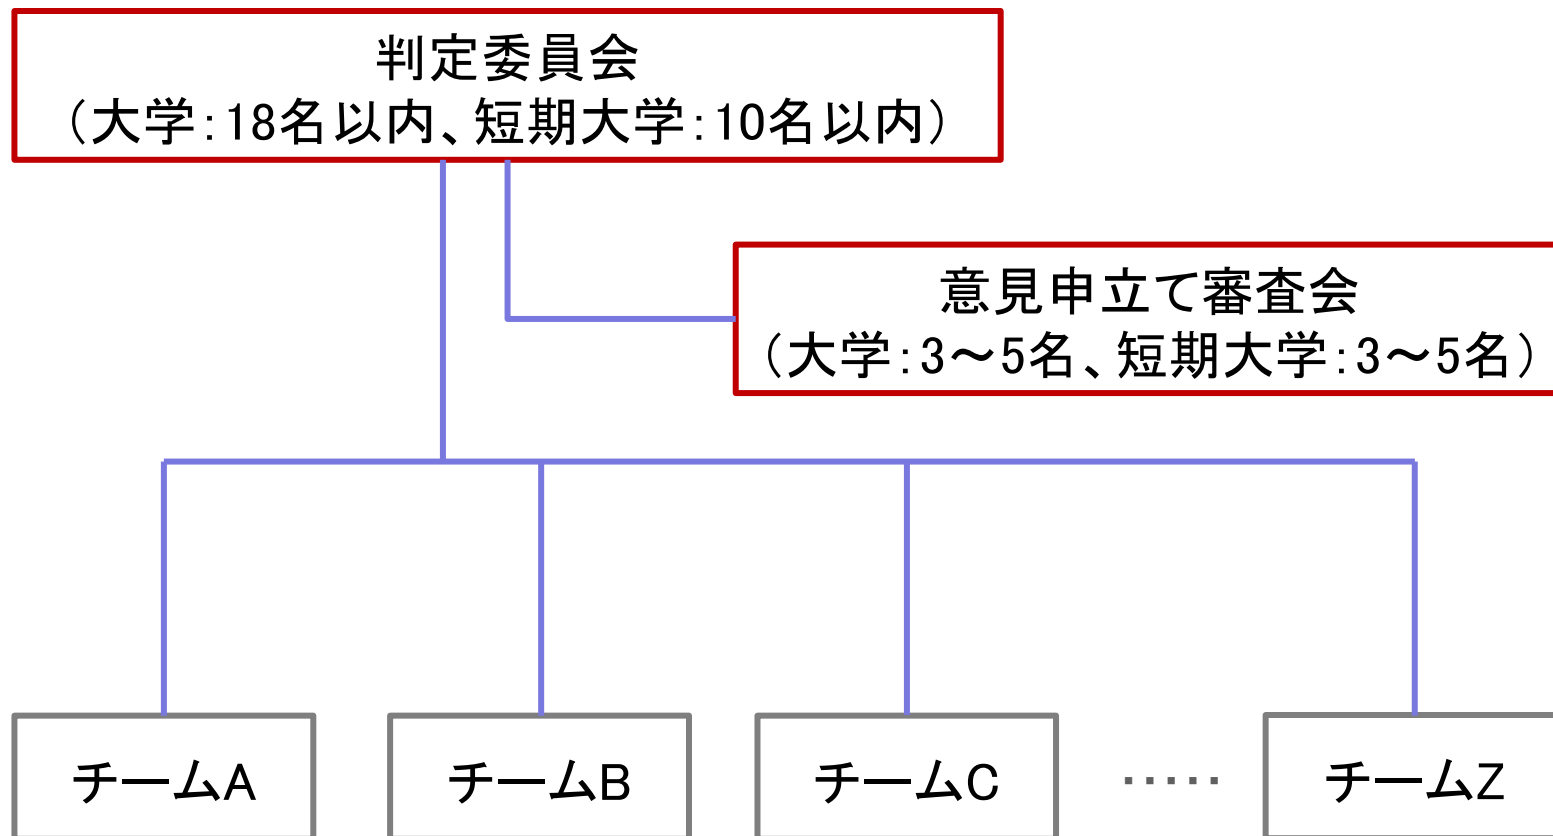 判定委員会
（大学：18名以内、短期大学：10名以内）
意見申立て審査会
（大学：3～5名、短期大学：3～5名）
チームA
チームB
チームC
・・・・・
チームZ